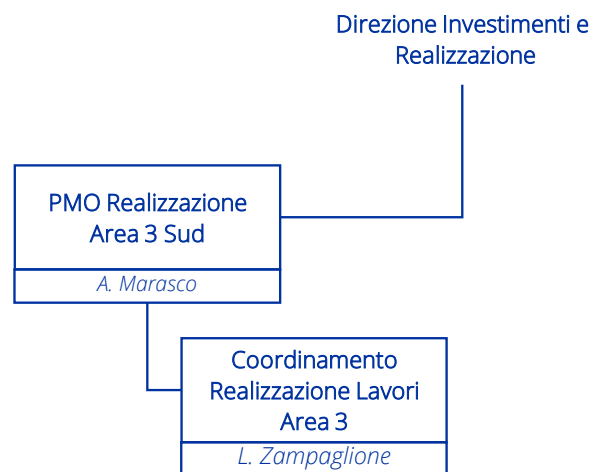 Direzione Investimenti e
Realizzazione
PMO Realizzazione
Area 3 Sud
A. Marasco
Coordinamento
Realizzazione Lavori
Area 3
L. Zampaglione